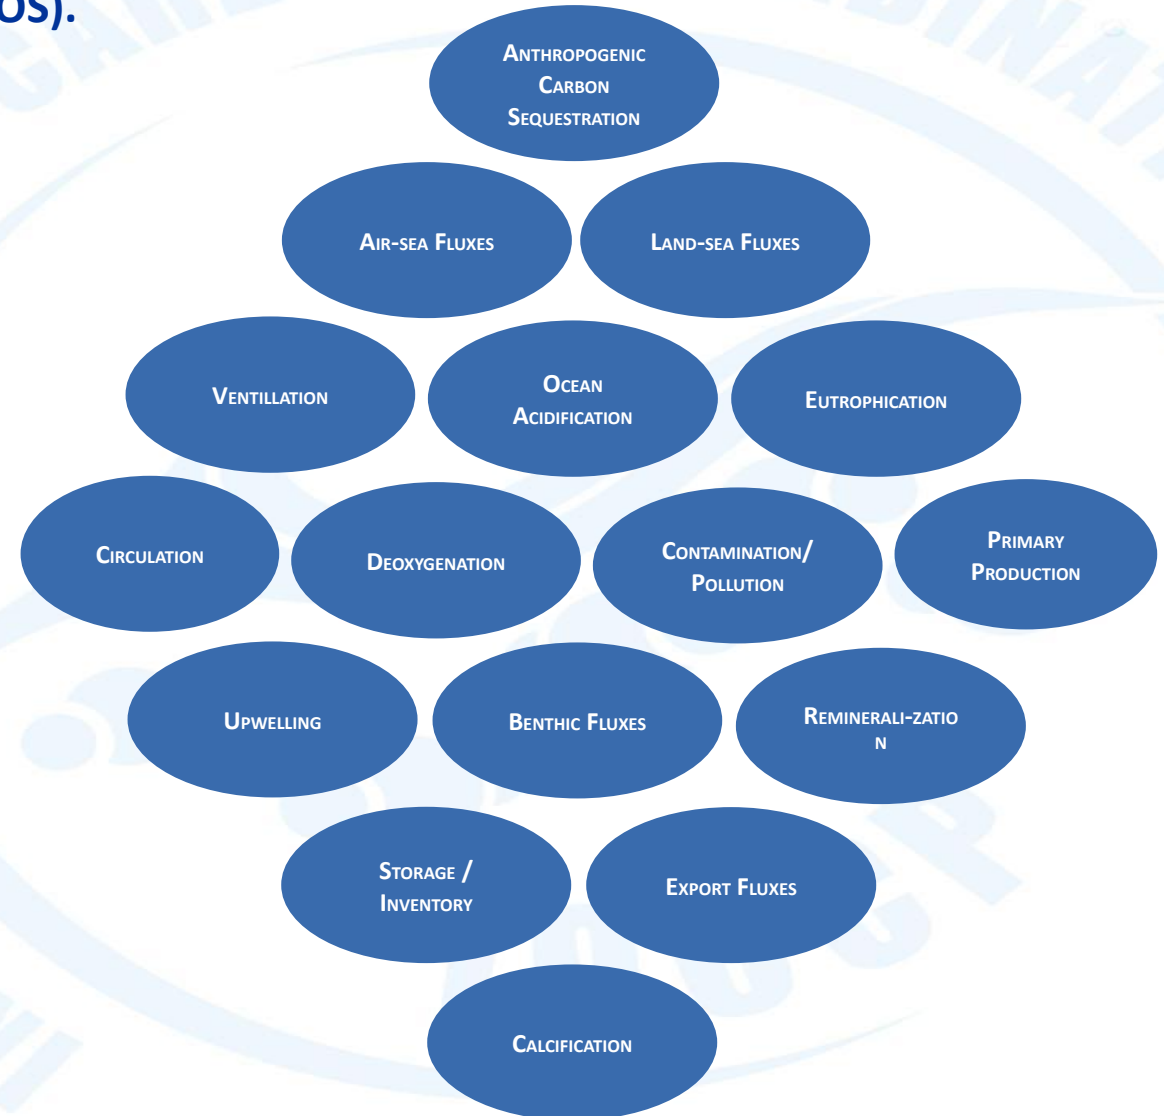 OS).
ANTHROPOGENIC
CARBON
SEQUESTRATION
AIR-SEA FLUXES
LAND-SEA FLUXES
VENTILLATION
OCEAN
ACIDIFICATION
EUTROPHICATION
CIRCULATION
DEOXYGENATION
CONTAMINATION/
POLLUTION
PRIMARY
PRODUCTION
UPWELLING
BENTHIC FLUXES
REMINERALI-ZATIO
N
STORAGE /
INVENTORY
EXPORT FLUXES
CALCIFICATION